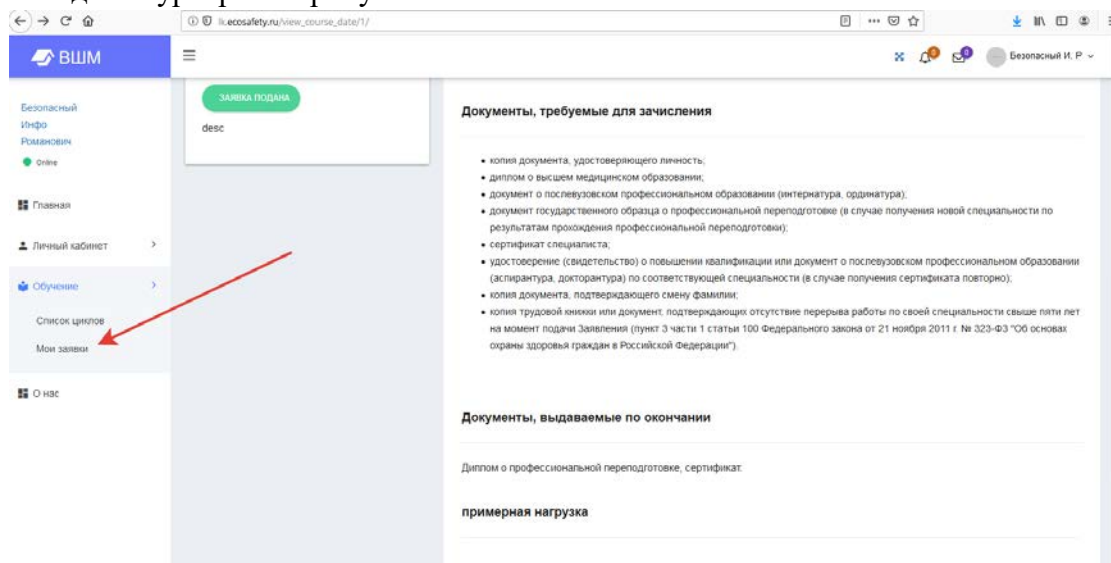 lk.ecosafety.ru/view_course_date/1/
ВШМ
Безопасный И. Р
Безопасный
Инфо
Романович
Online
Главная
Личный кабинет
Обучение
Список циклов
Мои заявки
О нас
ЗАЯВКА ПОДАНА
desc
Документы, требуемые для зачисления
• копия документа, удостоверяющего личность;
• диплом о высшем медицинском образовании;
• документ о послевузовском профессиональном образовании (интернатура, ординатура);
• документ государственного образца о профессиональной переподготовке (в случае получения новой специальности по
результатам прохождения профессиональной переподготовки);
• сертификат специалиста;
• удостоверение (свидетельство) о повышении квалификации или документ о послевузовском профессиональном образовании
(аспирантура, докторантура) по соответствующей специальности (в случае получения сертификата повторно);
• копия документа, подтверждающего смену фамилии;
• копия трудовой книжки или документ, подтверждающих отсутствие перерыва работы по своей специальности свыше пяти лет
на момент подачи Заявления (пункт 3 части 1 статьи 100 Федерального закона от 21 ноября 2011 г. № 323-ФЗ "Об основах
охраны здоровья граждан в Российской Федерации").
Документы, выдаваемые по окончании
Диплом о профессиональной переподготовке, сертификат.
примерная нагрузка